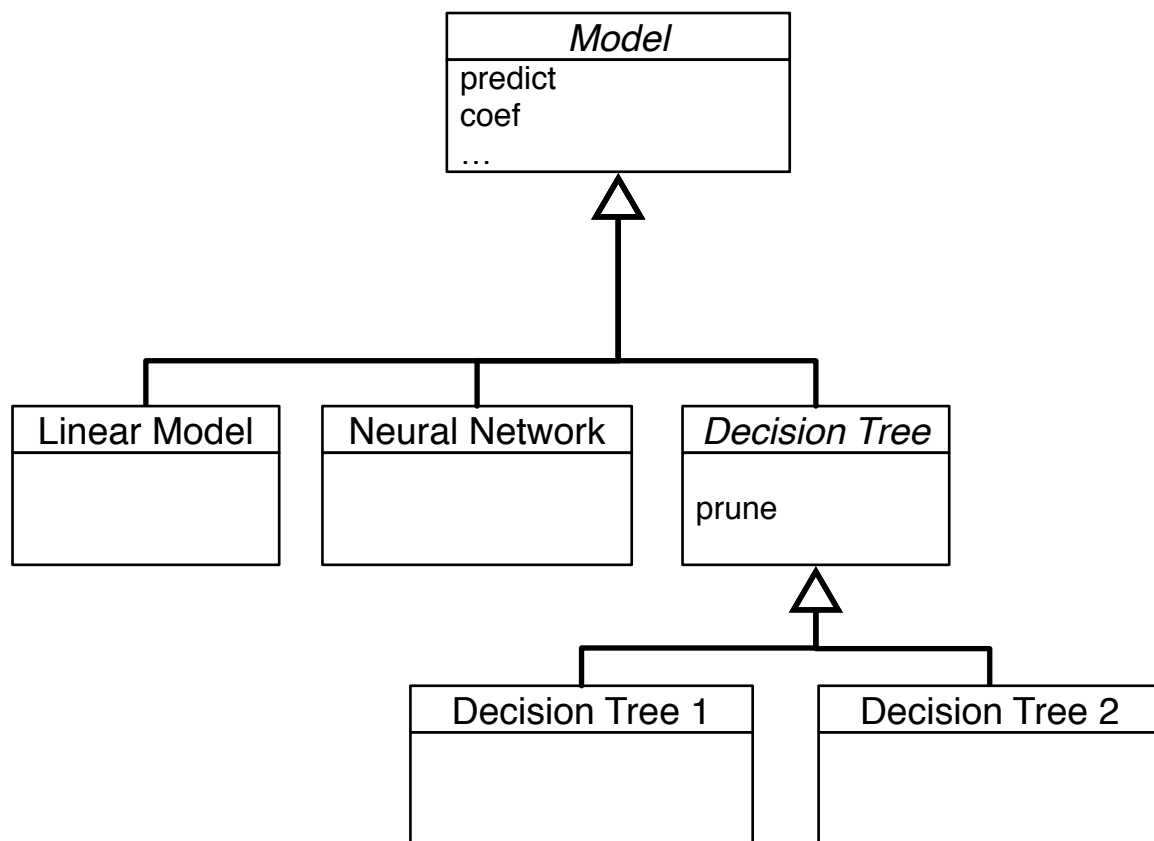 Model
predict
coef
…
Linear Model
Neural Network
Decision Tree
prune
Decision Tree 1
Decision Tree 2